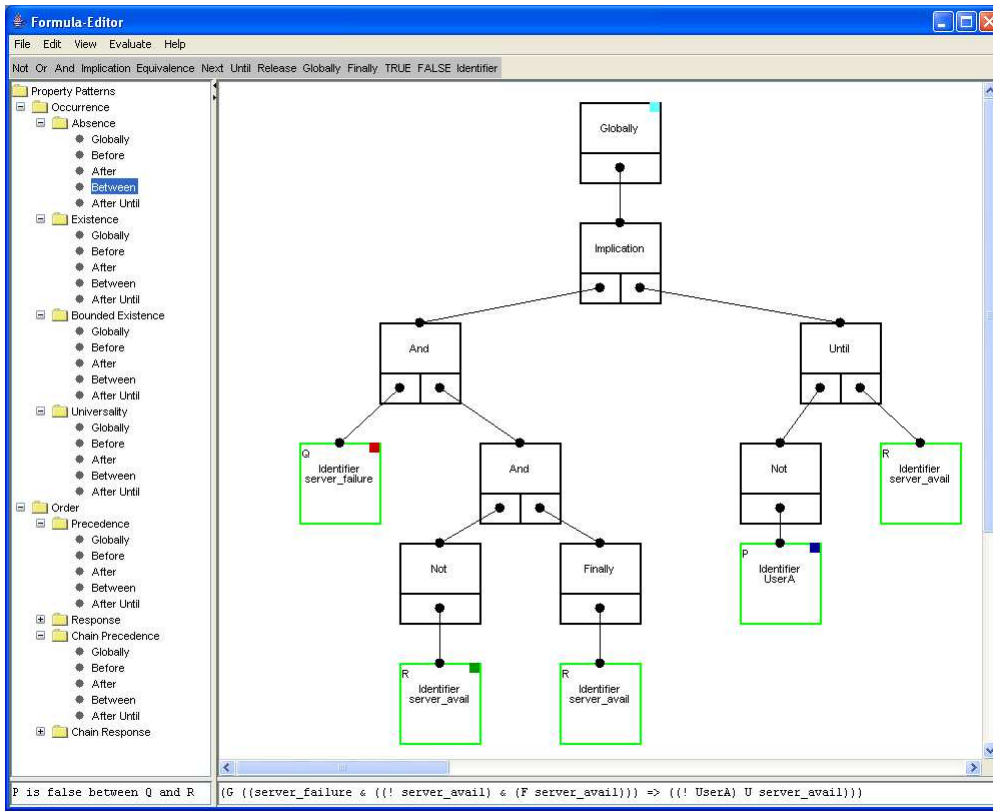 Formula-Editor
File Edit View Evaluate Help
Not Or And Implication Equivalence Next Until Release Globally Finally TRUE FALSE Identifier
Property Patterns
Occurrence
Absence
Globally
Before
After
Between
After Until
Existence
Globally
Before
After
Between
After Until
Bounded Existence
Globally
Before
After
Between
After Until
Universality
Globally
Before
After
Between
After Until
Order
Precedence
Globally
Before
After
Between
After Until
Response
Chain Precedence
Globally
Before
After
Between
After Until
Chain Response
Globally
Implication
And
Until
Q
Identifier
server_failure
And
Not
R
Identifier
server_avail
Not
Finally
P
Identifier
UserA
R
Identifier
server_avail
R
Identifier
server_avail
P is false between Q and R
(G ((server_failure & ((! server_avail) & (F server_avail))) => ((! UserA) U server_avail)))